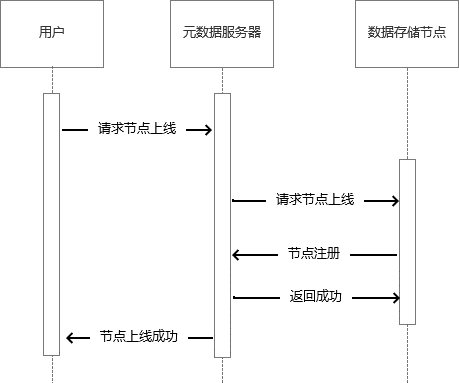 用户
元数据服务器
数据存储节点
请求节点上线
请求节点上线
节点注册
返回成功
节点上线成功